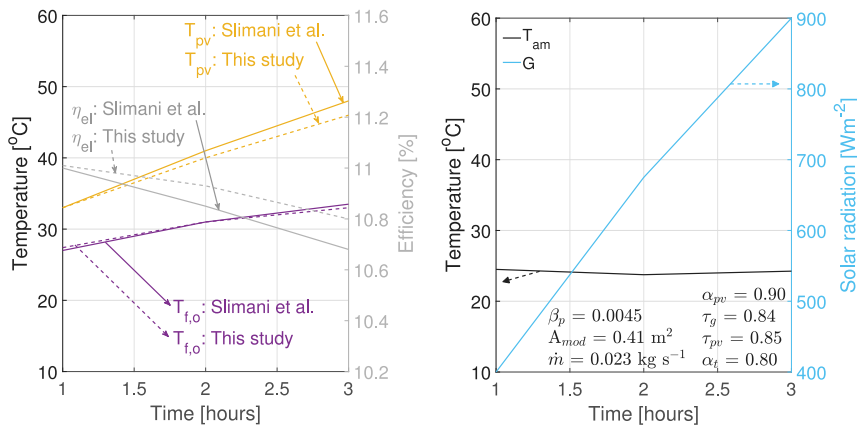 60
50
40
30
20
10
Temperature [°C]
1
1.5
2
2.5
3
Time [hours]
11.6
11.4
11.2
11
10.8
10.6
10.4
10.2
Efficiency [%]
T_pv: Slimani et al.
T_pv: This study
η_el: Slimani et al.
η_el: This study
T_f,o: Slimani et al.
T_f,o: This study
60
50
40
30
20
10
Temperature [°C]
1
1.5
2
2.5
3
Time [hours]
900
800
700
600
500
400
Solar radiation [Wm⁻²]
T_am
G
α_pv = 0.90
β_p = 0.0045 τ_g = 0.84
A_mod = 0.41 m² τ_pv = 0.85
ṁ = 0.023 kg s⁻¹ α_t = 0.80